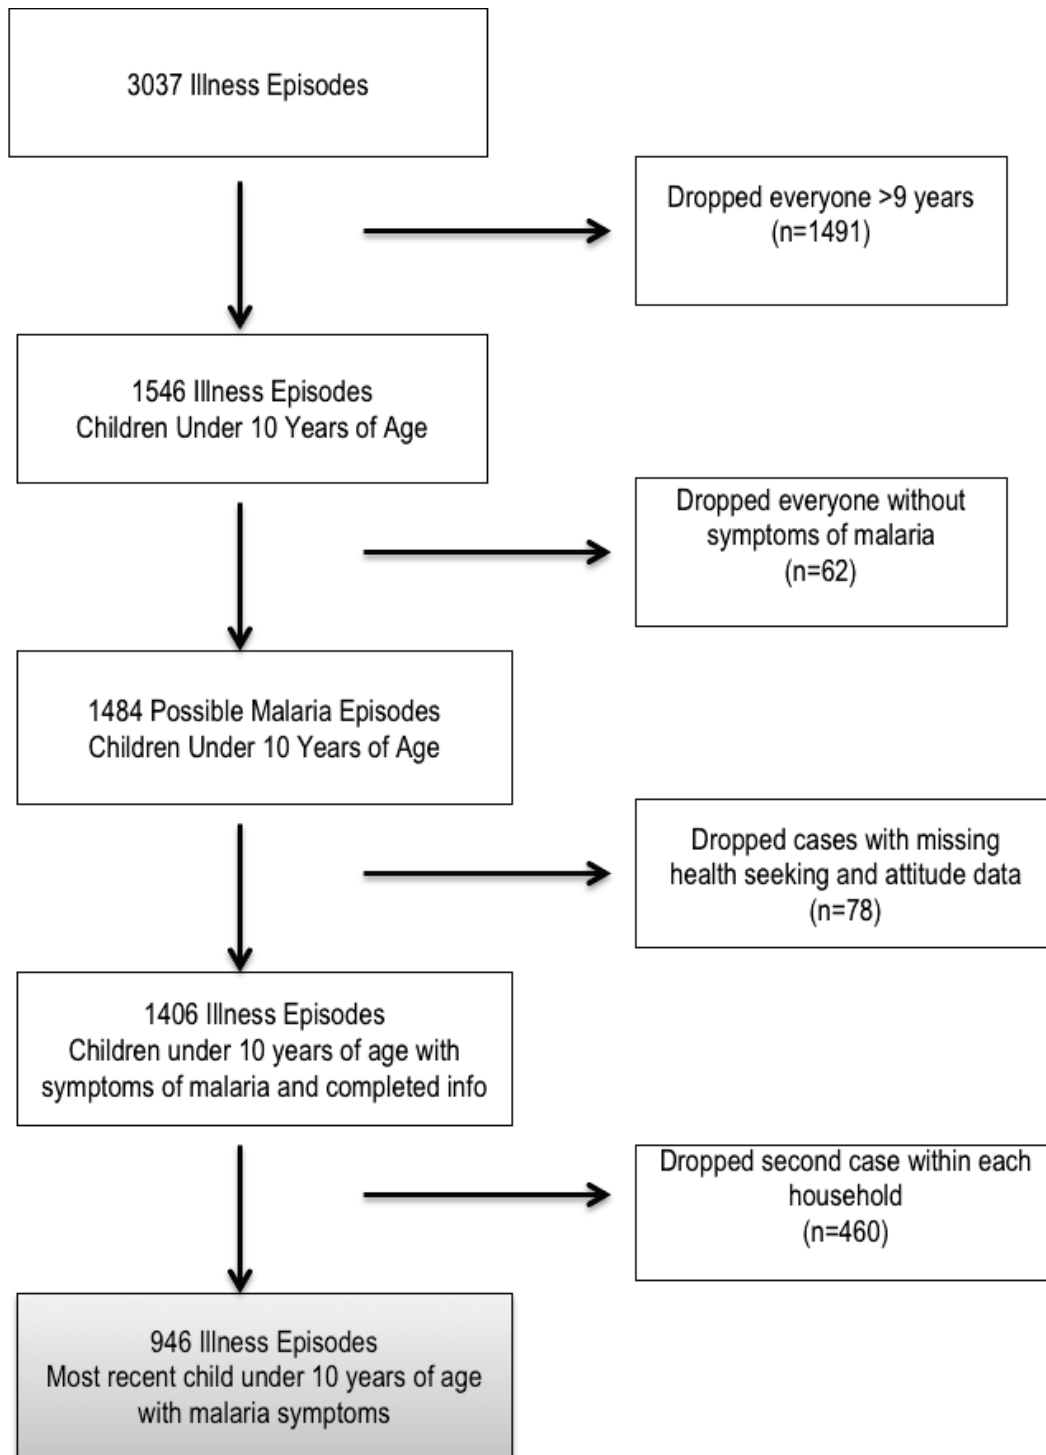 3037 Illness Episodes
Dropped everyone >9 years
(n=1491)
1546 Illness Episodes
Children Under 10 Years of Age
Dropped everyone without
symptoms of malaria
(n=62)
1484 Possible Malaria Episodes
Children Under 10 Years of Age
Dropped cases with missing
health seeking and attitude data
(n=78)
1406 Illness Episodes
Children under 10 years of age with
symptoms of malaria and completed info
Dropped second case within each
household
(n=460)
946 Illness Episodes
Most recent child under 10 years of age
with malaria symptoms